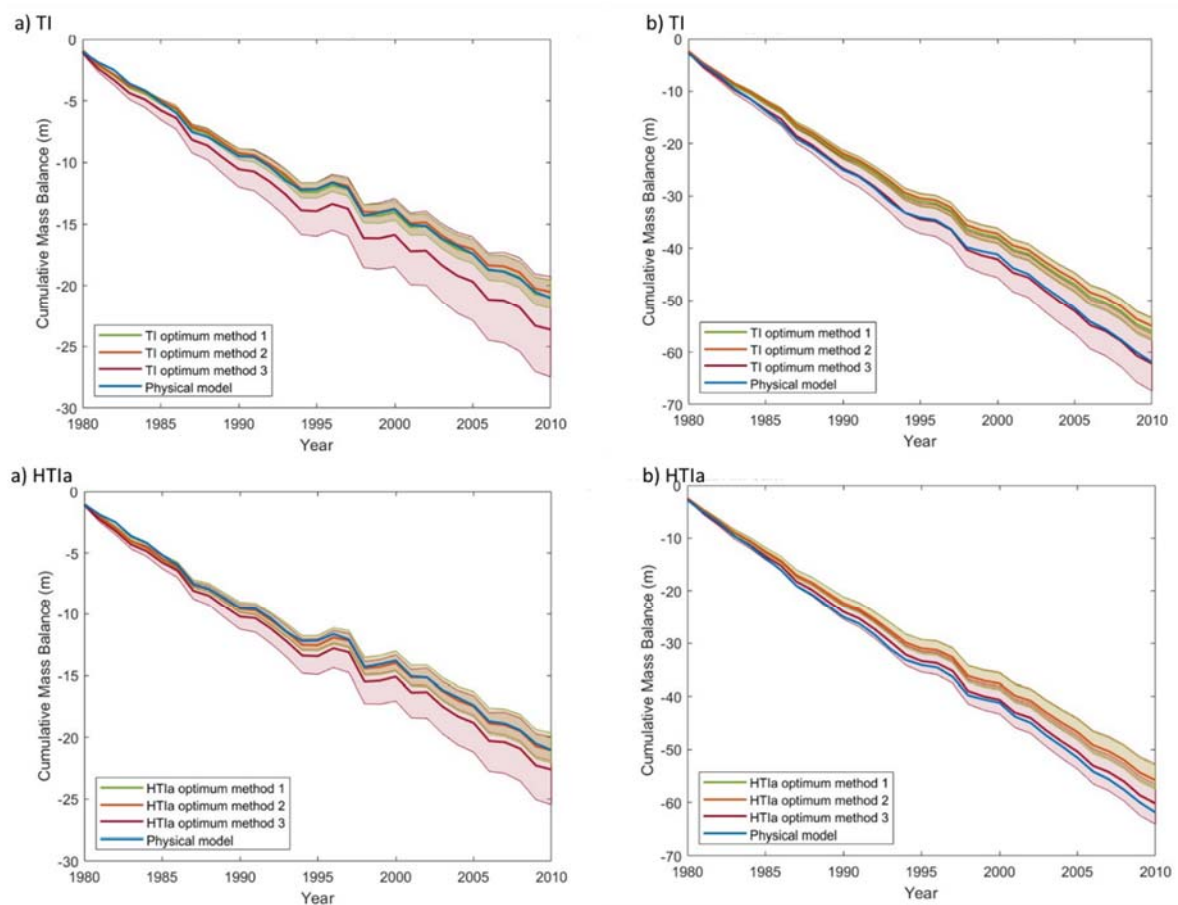 a) TI
Cumulative Mass Balance (m)
0
-5
-10
-15
-20
-25
-30
TI optimum method 1
TI optimum method 2
TI optimum method 3
Physical model
1980 1985 1990 1995 2000 2005 2010
Year
b) TI
Cumulative Mass Balance (m)
0
-10
-20
-30
-40
-50
-60
-70
TI optimum method 1
TI optimum method 2
TI optimum method 3
Physical model
1980 1985 1990 1995 2000 2005 2010
Year
a) HTIa
Cumulative Mass Balance (m)
0
-5
-10
-15
-20
-25
-30
HTIa optimum method 1
HTIa optimum method 2
HTIa optimum method 3
Physical model
1980 1985 1990 1995 2000 2005 2010
Year
b) HTIa
Cumulative Mass Balance (m)
0
-10
-20
-30
-40
-50
-60
-70
HTIa optimum method 1
HTIa optimum method 2
HTIa optimum method 3
Physical model
1980 1985 1990 1995 2000 2005 2010
Year